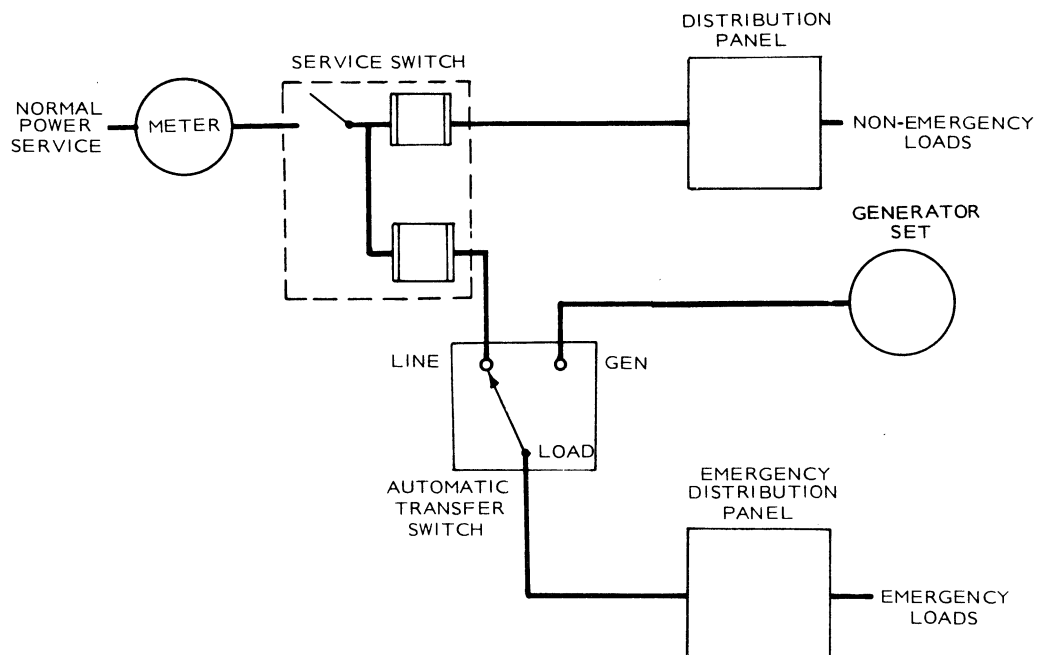 DISTRIBUTION
PANEL
SERVICE SWITCH
NORMAL
POWER
SERVICE
METER
NON-EMERGENCY
LOADS
GENERATOR
SET
LINE
GEN
LOAD
AUTOMATIC
TRANSFER
SWITCH
EMERGENCY
DISTRIBUTION
PANEL
EMERGENCY
LOADS